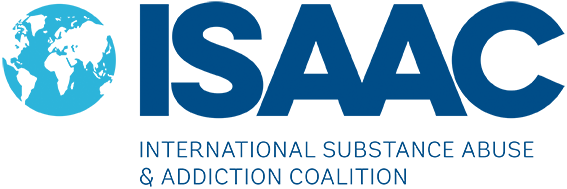 ISAAC
INTERNATIONAL SUBSTANCE ABUSE
& ADDICTION COALITION